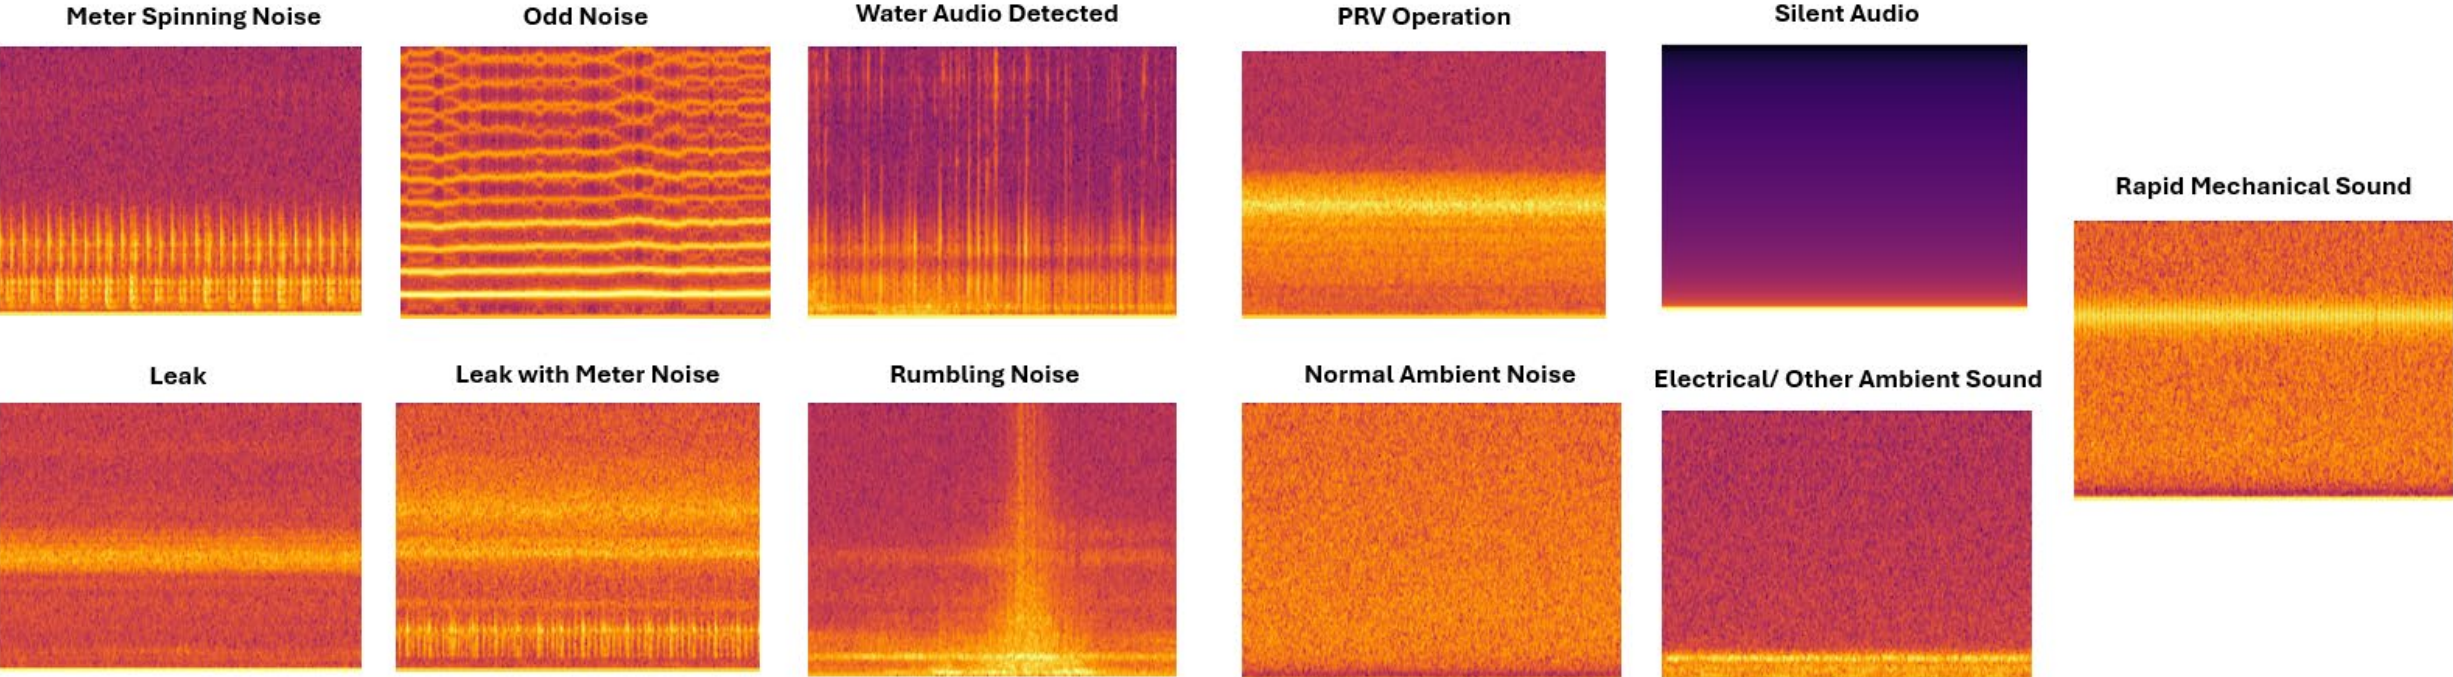 Meter Spinning Noise
Odd Noise
Water Audio Detected
PRV Operation
Silent Audio
Rapid Mechanical Sound
Leak
Leak with Meter Noise
Rumbling Noise
Normal Ambient Noise
Electrical/ Other Ambient Sound